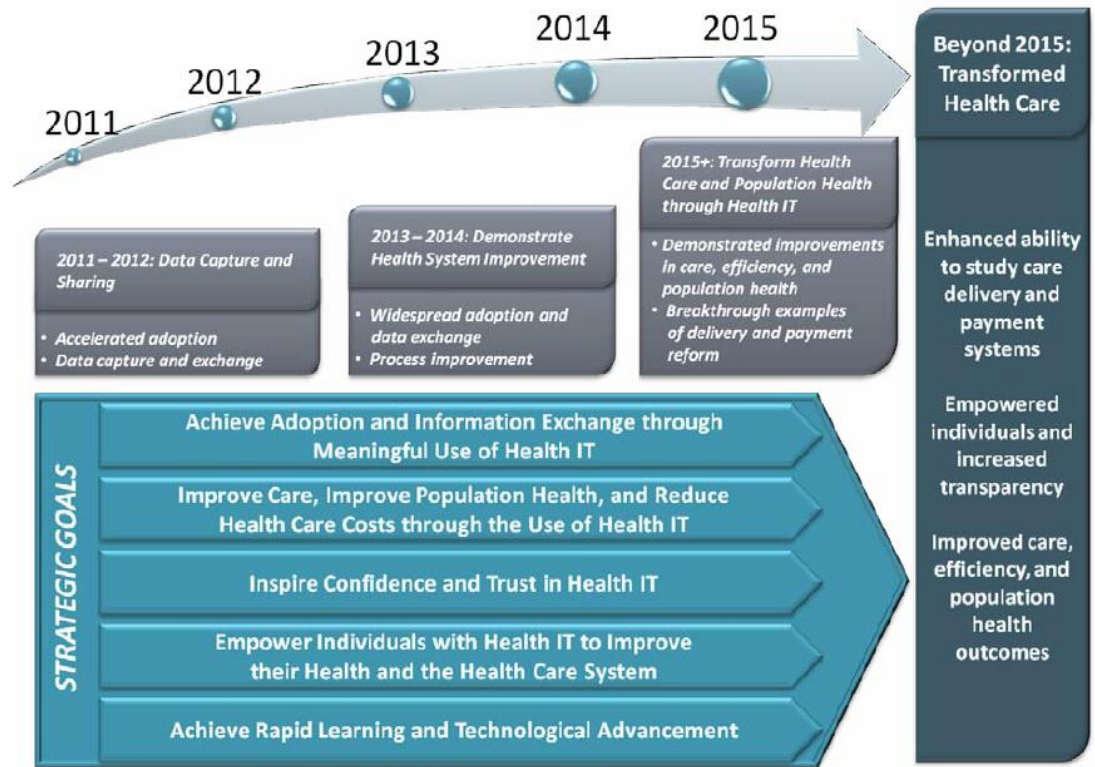 2011
2012
2013
2014
2015
Beyond 2015:
Transformed
Health Care
2011 – 2012: Data Capture and
Sharing
• Accelerated adoption
• Data capture and exchange
2013 – 2014: Demonstrate
Health System Improvement
• Widespread adoption and
data exchange
• Process improvement
2015+: Transform Health
Care and Population Health
through Health IT
• Demonstrated improvements
in care, efficiency, and
population health
• Breakthrough examples
of delivery and payment
reform
Enhanced ability
to study care
delivery and
payment
systems
Empowered
individuals and
increased
transparency
Improved care,
efficiency, and
population
health
outcomes
STRATEGIC GOALS
Achieve Adoption and Information Exchange through
Meaningful Use of Health IT
Improve Care, Improve Population Health, and Reduce
Health Care Costs through the Use of Health IT
Inspire Confidence and Trust in Health IT
Empower Individuals with Health IT to Improve
their Health and the Health Care System
Achieve Rapid Learning and Technological Advancement